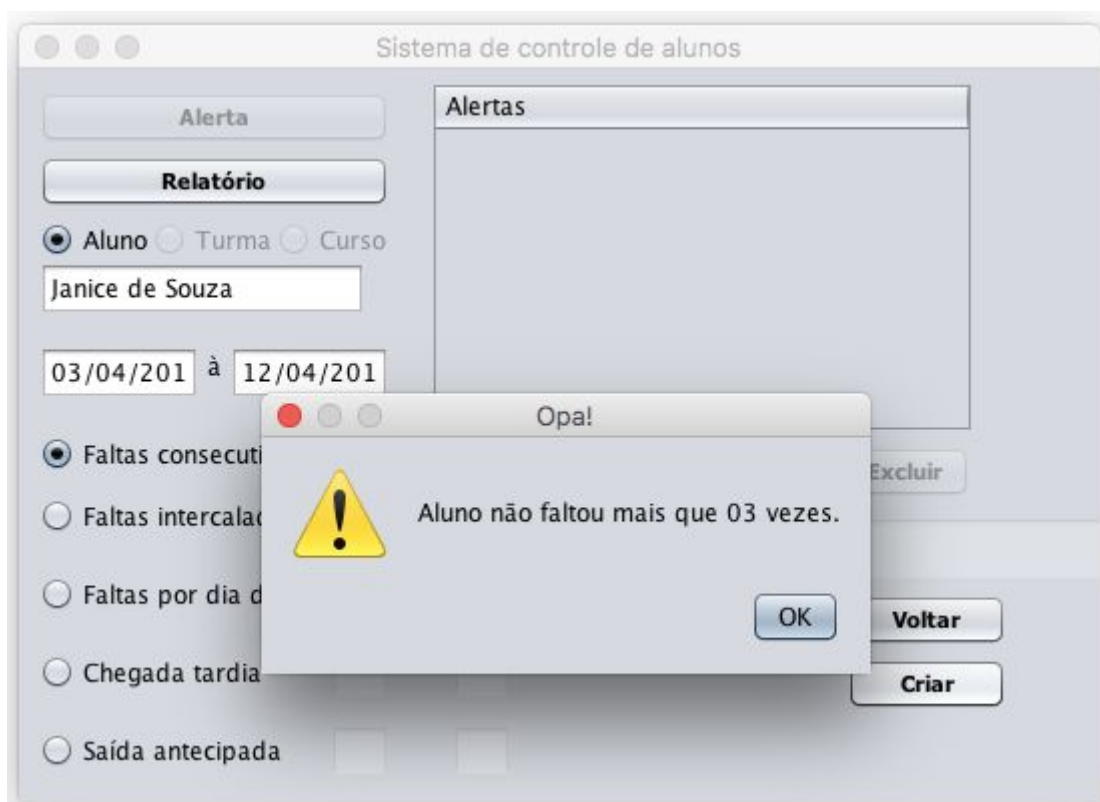 Sistema de controle de alunos
Alerta
Relatório
Aluno Turma Curso
Janice de Souza
03/04/201 à 12/04/201
Alertas
Faltas
Faltas
Faltas por dia
Chegada tardia
Saída antecipada
Excluir
Voltar
Criar
Opa!
Aluno não faltou mais que 03 vezes.
OK